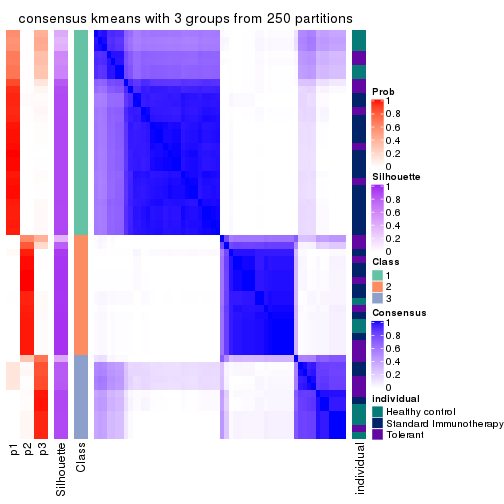 consensus kmeans with 3 groups from 250 partitions
Prob
1
0.8
0.6
0.4
0.2
0
Silhouette
1
0.8
0.6
0.4
0.2
0
Class
1
2
3
Consensus
1
0.8
0.6
0.4
0.2
0
individual
Healthy control
Standard Immunotherapy
Tolerant
p1
p2
p3
Silhouette
Class
individual